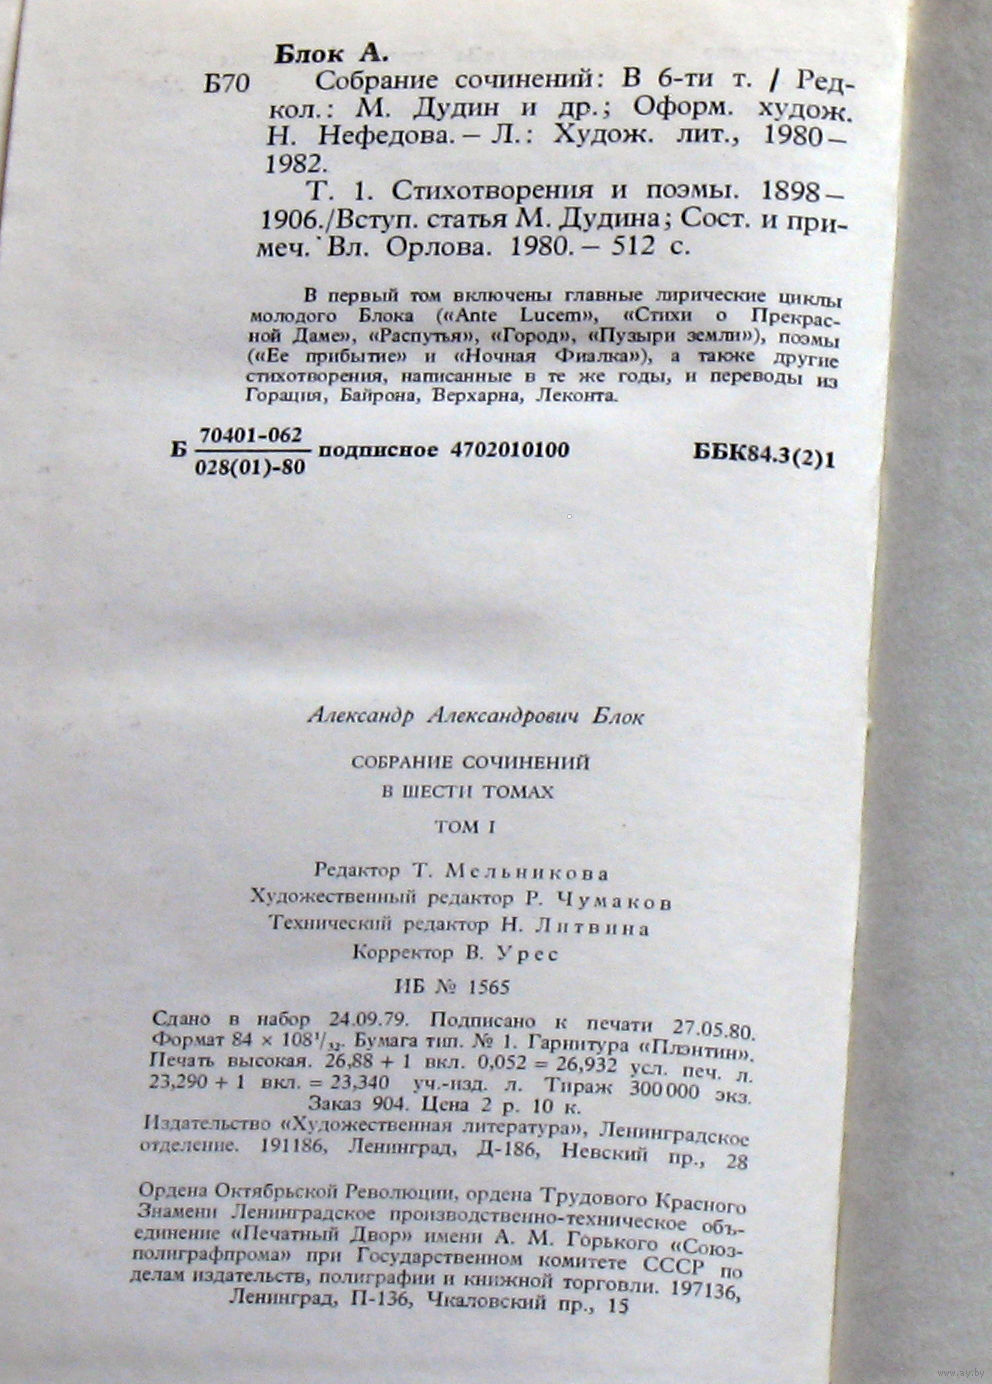 Блок А.
Б70 Собрание сочинений: В 6-ти т. / Ред-
кол.: М. Дудин и др.; Оформ. худож.
Н. Нефедова. — Л.: Худож. лит., 1980—
1982.
Т. 1. Стихотворения и поэмы. 1898—
1906./Вступ. статья М. Дудина; Сост. и при-
меч. Вл. Орлова. 1980. — 512 с.
В первый том включены главные лирические циклы
молодого Блока («Ante Lucem», «Стихи о Прекрас-
ной Даме», «Распутья», «Город», «Пузыри земли»), поэмы
(«Ее прибытие» и «Ночная Фиалка»), а также другие
стихотворения, написанные в те же годы, и переводы из
Горация, Байрона, Верхарна, Леконта.
70401-062
Б подписное 4702010100 ББК84.3(2)1
028(01)-80
Александр Александрович Блок
СОБРАНИЕ СОЧИНЕНИЙ
В ШЕСТИ ТОМАХ
ТОМ I
Редактор Т. Мельникова
Художественный редактор Р. Чумаков
Технический редактор Н. Литвина
Корректор В. Урес
ИБ № 1565
Сдано в набор 24.09.79. Подписано к печати 27.05.80.
Формат 84 × 108¹/₃₂. Бумага тип. № 1. Гарнитура «Плэнтин».
Печать высокая. 26,88 + 1 вкл. 0,052 = 26,932 усл. печ. л.
23,290 + 1 вкл. = 23,340 уч.-изд. л. Тираж 300 000 экз.
Заказ 904. Цена 2 р. 10 к.
Издательство «Художественная литература», Ленинградское
отделение. 191186, Ленинград, Д-186, Невский пр., 28
Ордена Октябрьской Революции, ордена Трудового Красного
Знамени Ленинградское производственно-техническое объ-
единение «Печатный Двор» имени А. М. Горького «Союз-
полиграфпрома» при Государственном комитете СССР по
делам издательств, полиграфии и книжной торговли. 197136,
Ленинград, П-136, Чкаловский пр., 15
www.ay.by